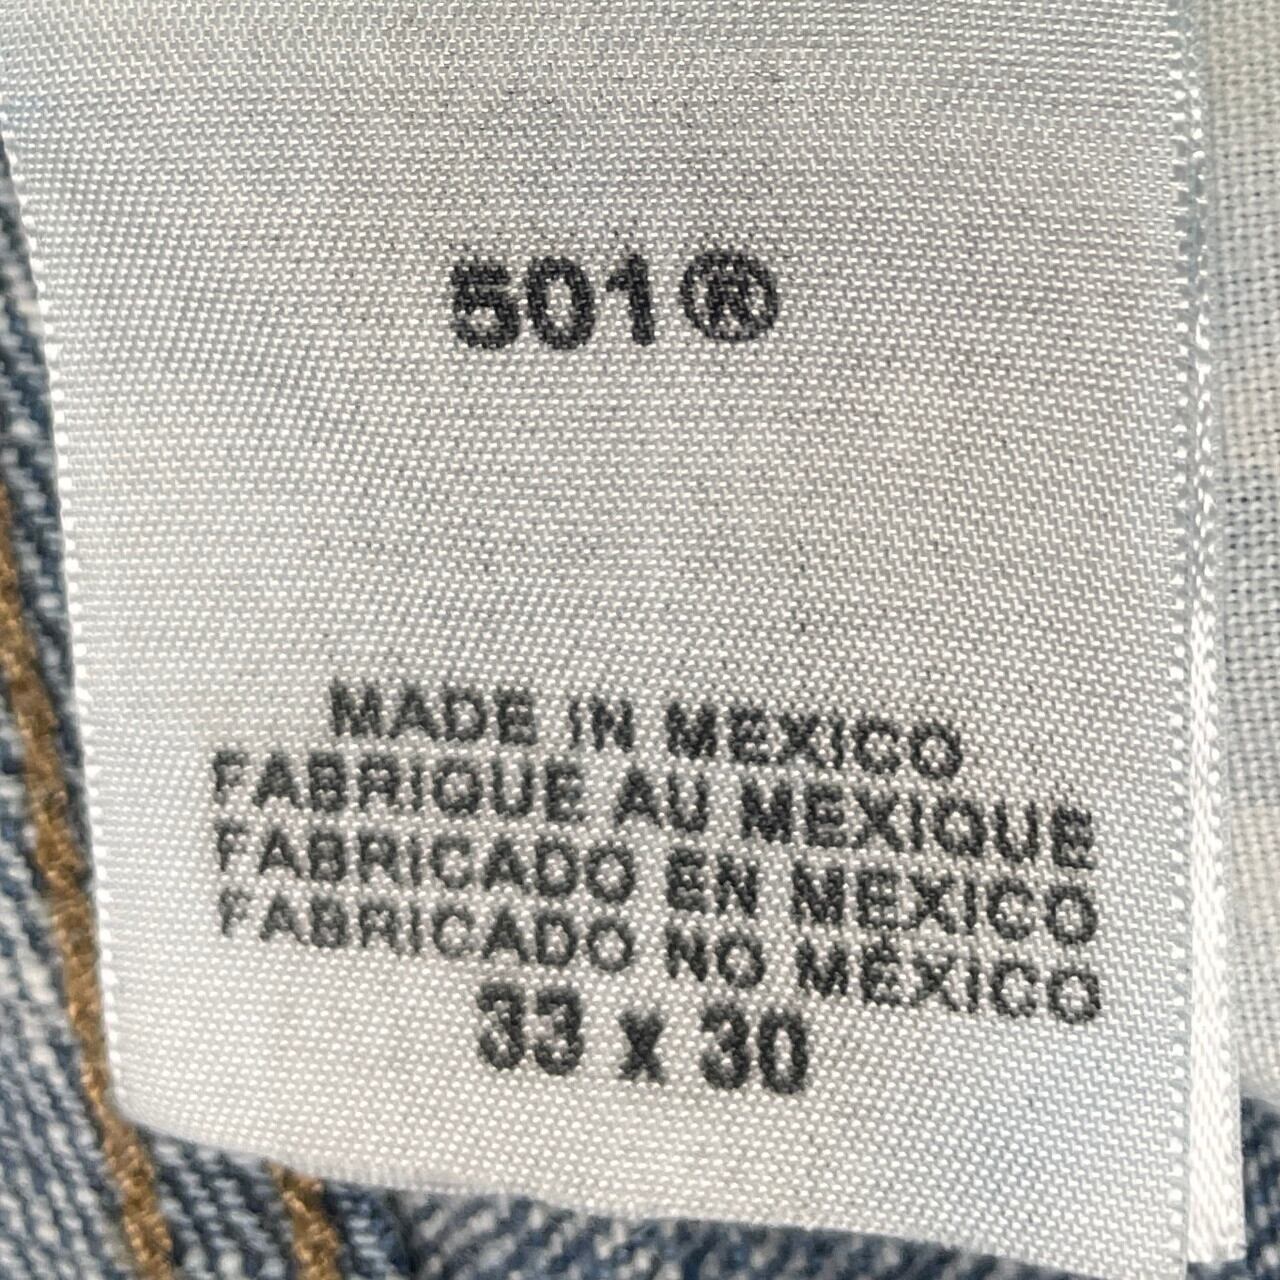 501®
MADE IN MEXICO
FABRIQUE AU MEXIQUE
FABRICADO EN MEXICO
FABRICADO NO MÉXICO
33 x 30